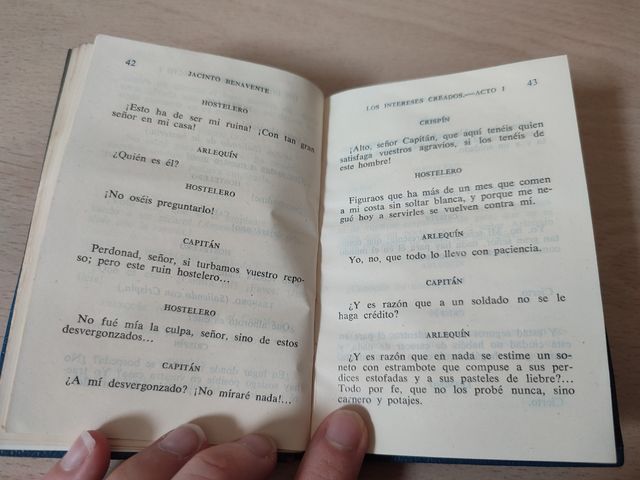 42
JACINTO BENAVENTE
HOSTELERO
¡Esto ha de ser mi ruina! ¡Con tan gran
señor en mi casa!
ARLEQUÍN
¿Quién es él?
HOSTELERO
¡No oséis preguntarlo!
CAPITÁN
Perdonad, señor, si turbamos vuestro repo-
so; pero este ruin hostelero...
HOSTELERO
No fué mía la culpa, señor, sino de estos
desvergonzados...
CAPITÁN
¿A mí desvergonzado? ¡No miraré nada!...
LOS INTERESES CREADOS.—ACTO I
43
CRISPÍN
¡Alto, señor Capitán, que aquí tenéis quien
satisfaga vuestros agravios, si los tenéis de
este hombre!
HOSTELERO
Figuraos que ha más de un mes que comen
a mi costa sin soltar blanca, y porque me ne-
gué hoy a servirles se vuelven contra mí.
ARLEQUÍN
Yo, no, que todo lo llevo con paciencia.
CAPITÁN
¿Y es razón que a un soldado no se le
haga crédito?
ARLEQUÍN
¿Y es razón que en nada se estime un so-
neto con estrambote que compuse a sus per-
dices estofadas y a sus pasteles de liebre?...
Todo por fe, que no los probé nunca, sino
carnero y potajes.